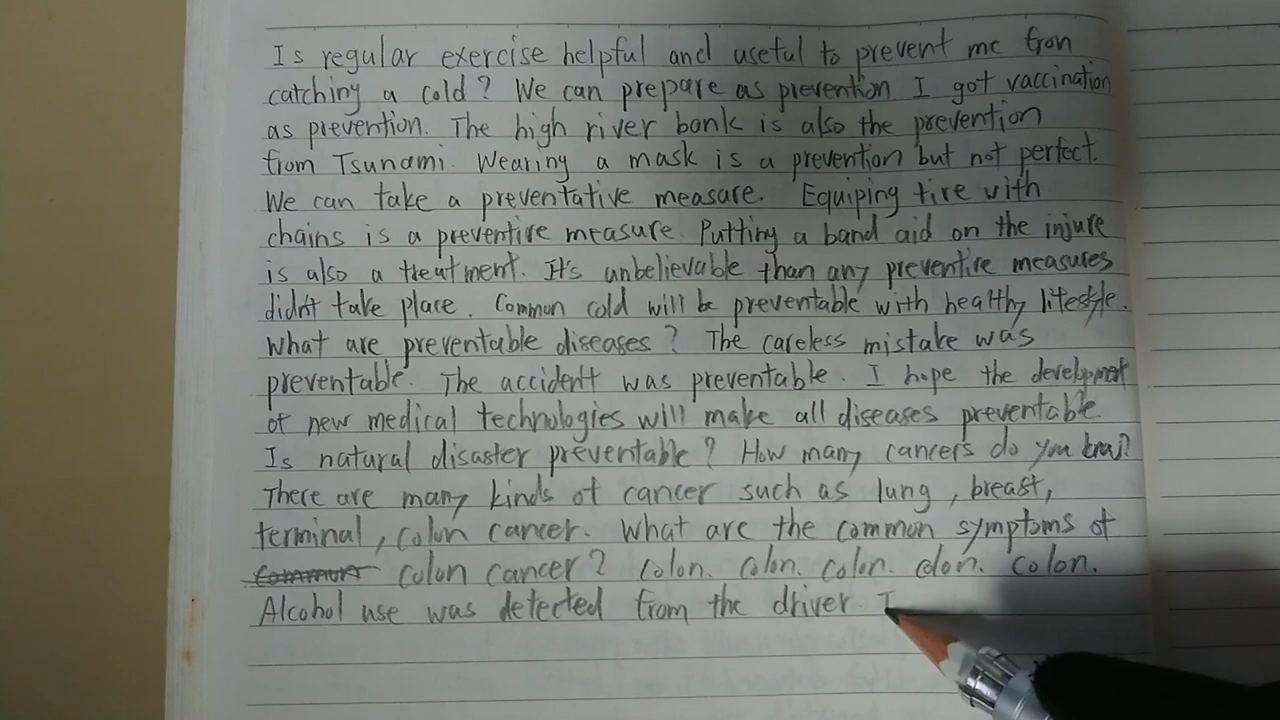 Is regular exercise helpful and useful to prevent me fron
catching a cold? We can prepare as prevention. I got vaccination
as prevention. The high river bank is also the prevention
from Tsunami. Wearing a mask is a prevention but not perfect.
We can take a preventative measure. Equiping tire with
chains is a preventive measure. Putting a band aid on the injure
is also a treatment. It's unbelievable than any preventive measures
didn't take place. Common cold will be preventable with healthy lifestyle.
What are preventable diseases? The careless mistake was
preventable. The accident was preventable. I hope the development
of new medical technologies will make all diseases preventable
Is natural disaster preventable? How many cancers do you know?
There are many kinds of cancer such as lung, breast,
terminal, colon cancer. What are the common symptoms of
common colon cancer? Colon. Colon. Colon. Colon. Colon.
Alcohol use was detected from the driver. I